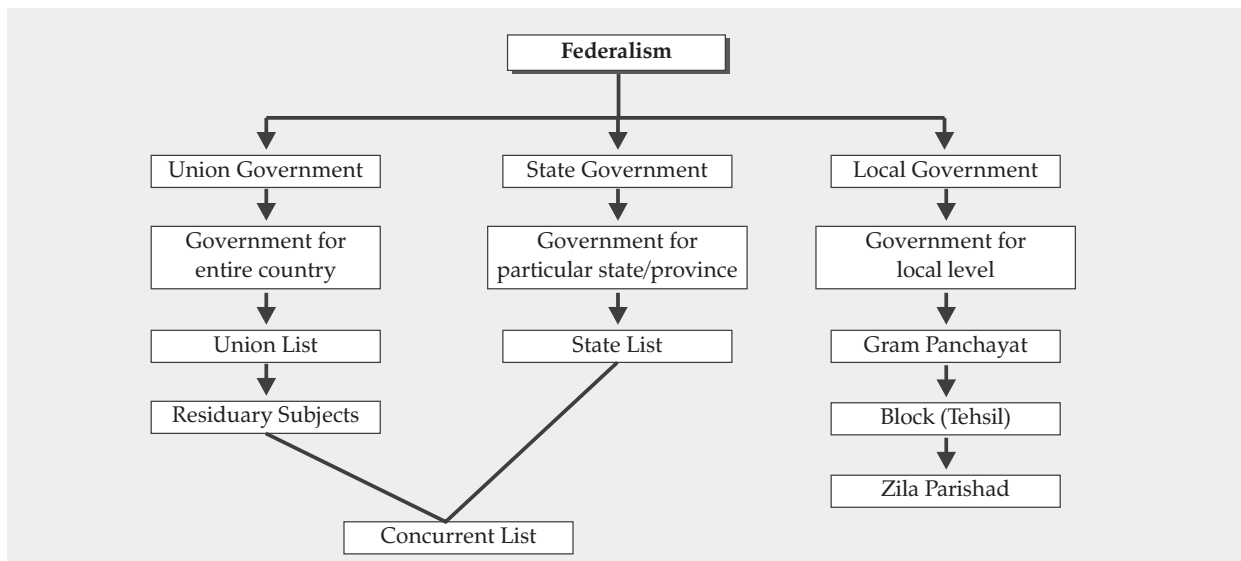 Federalism
Union Government
State Government
Local Government
Government for
entire country
Government for
particular state/province
Government for
local level
Union List
State List
Gram Panchayat
Residuary Subjects
Block (Tehsil)
Zila Parishad
Concurrent List